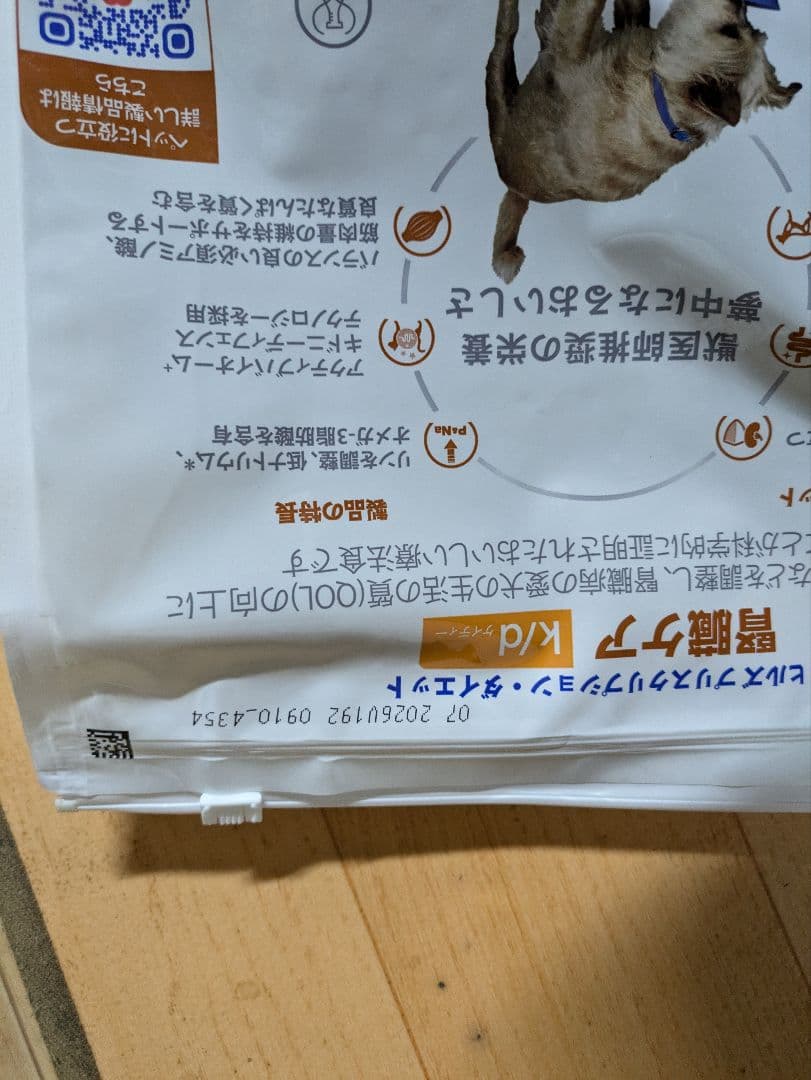 07 2026U192 0910_4354
ヒルズプリスクリプション・ダイエット
腎臓ケア k/d ケイディー
などを調整し、腎臓病の愛犬の生活の質(QOL)の向上に
ことが科学的に証明されたおいしい療法食です
製品の特長
リンを調整、低ナトリウム*、
オメガ-3脂肪酸を含有
P&Na
アクティブバイオーム+
キドニーディフェンス
テクノロジーを採用
バランスの良い必須アミノ酸、
筋肉量の維持をサポートする
良質なたんぱく質を含む
獣医師推奨の栄養
夢中になるおいしさ
ペットに役立つ
詳しい製品情報は
こちら